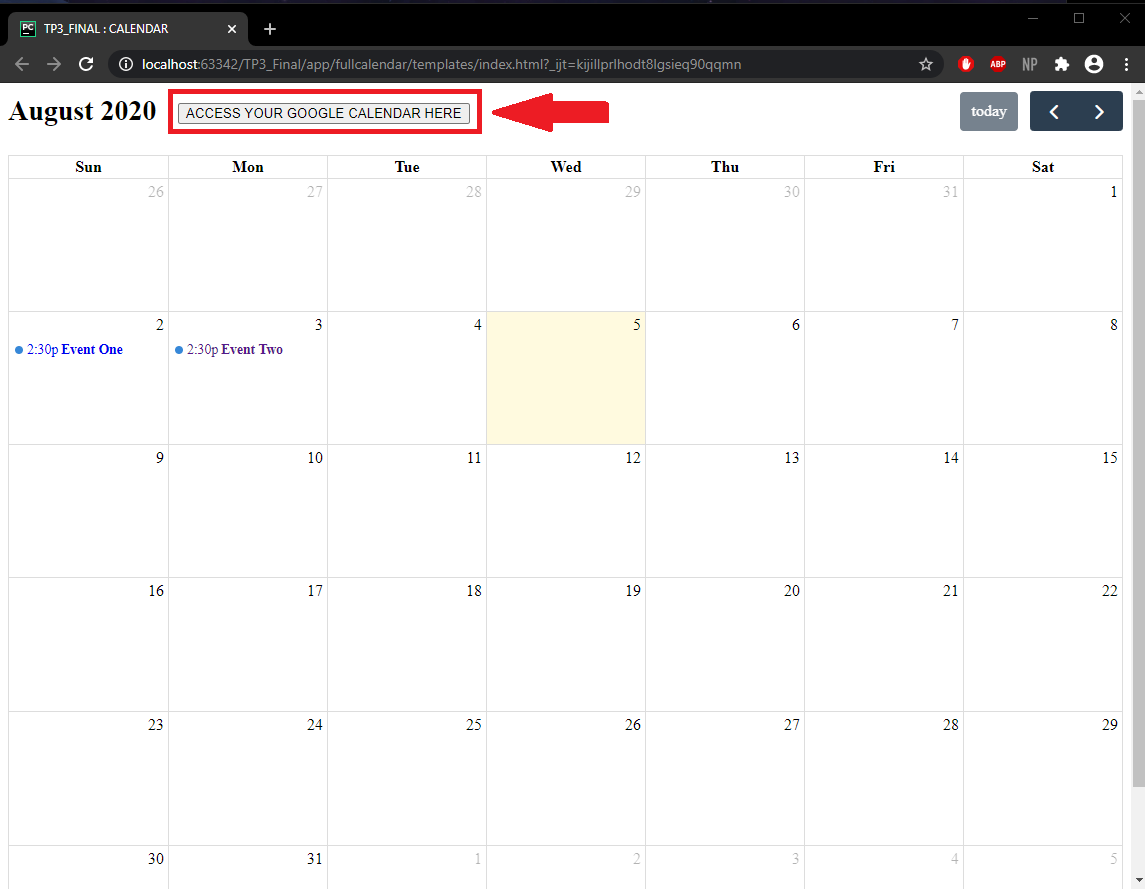 PC TP3_FINAL : CALENDAR
localhost:63342/TP3_Final/app/fullcalendar/templates/index.html?_ijt=kijillprlhodt8lgsieq90qqmn ABP NP
August 2020 ACCESS YOUR GOOGLE CALENDAR HERE today
Sun Mon Tue Wed Thu Fri Sat
26 27 28 29 30 31 1
2 3 4 5 6 7 8
2:30p Event One 2:30p Event Two
9 10 11 12 13 14 15
16 17 18 19 20 21 22
23 24 25 26 27 28 29
30 31 1 2 3 4 5